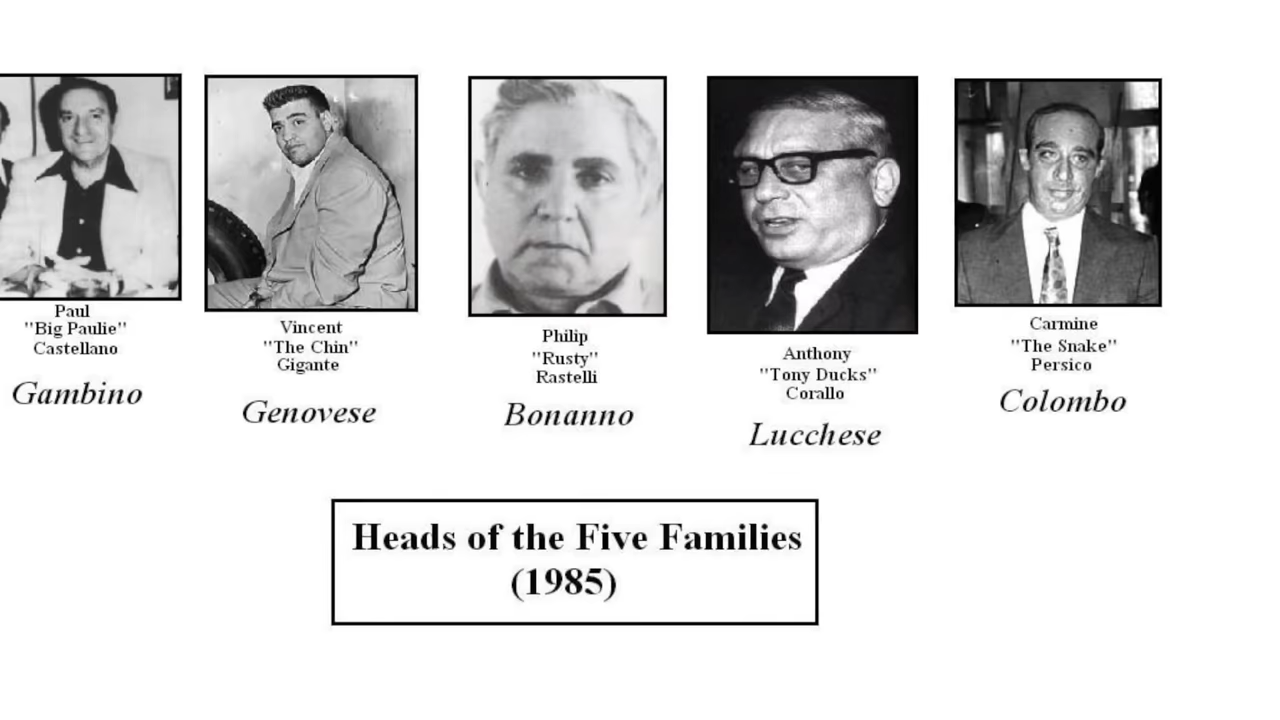 Paul
"Big Paulie"
Castellano
Gambino
Vincent
"The Chin"
Gigante
Genovese
Philip
"Rusty"
Rastelli
Bonanno
Anthony
"Tony Ducks"
Corallo
Lucchese
Carmine
"The Snake"
Persico
Colombo
Heads of the Five Families
(1985)